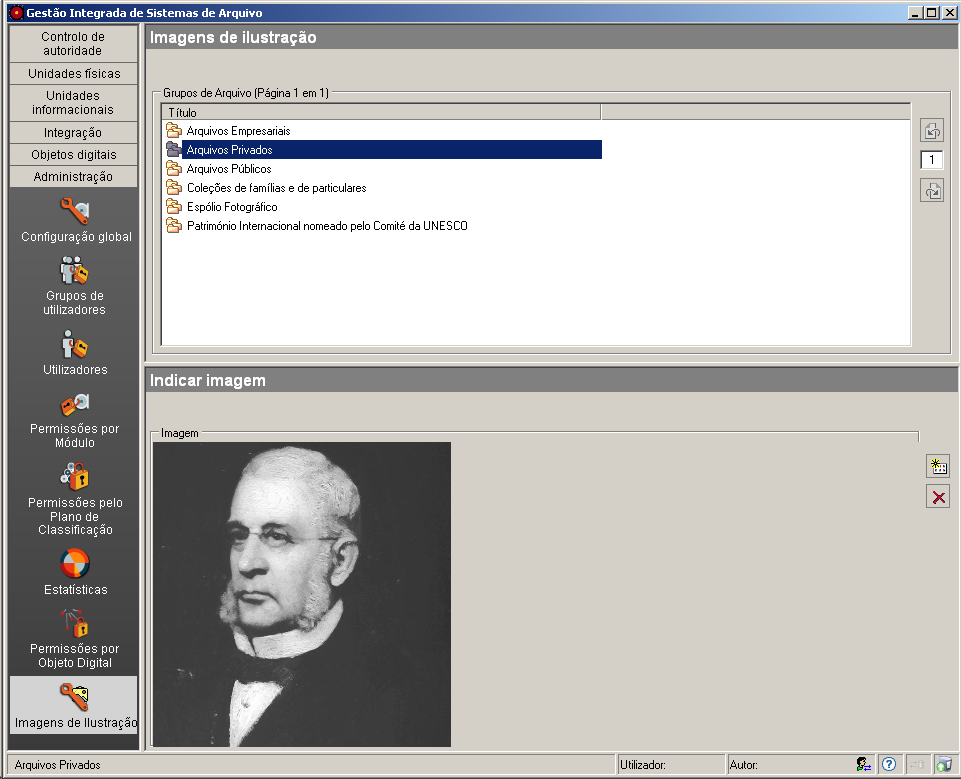 Gestão Integrada de Sistemas de Arquivo
Controlo de
autoridade
Unidades físicas
Unidades
informacionais
Integração
Objetos digitais
Administração
Configuração global
Grupos de
utilizadores
Utilizadores
Permissões por
Módulo
Permissões pelo
Plano de
Classificação
Estatísticas
Permissões por
Objeto Digital
Imagens de Ilustração
Imagens de ilustração
Grupos de Arquivo (Página 1 em 1)
Título
Arquivos Empresariais
Arquivos Privados
Arquivos Públicos
Coleções de famílias e de particulares
Espólio Fotográfico
Património Internacional nomeado pelo Comité da UNESCO
1
Indicar imagem
Imagem
Arquivos Privados
Utilizador:
Autor: